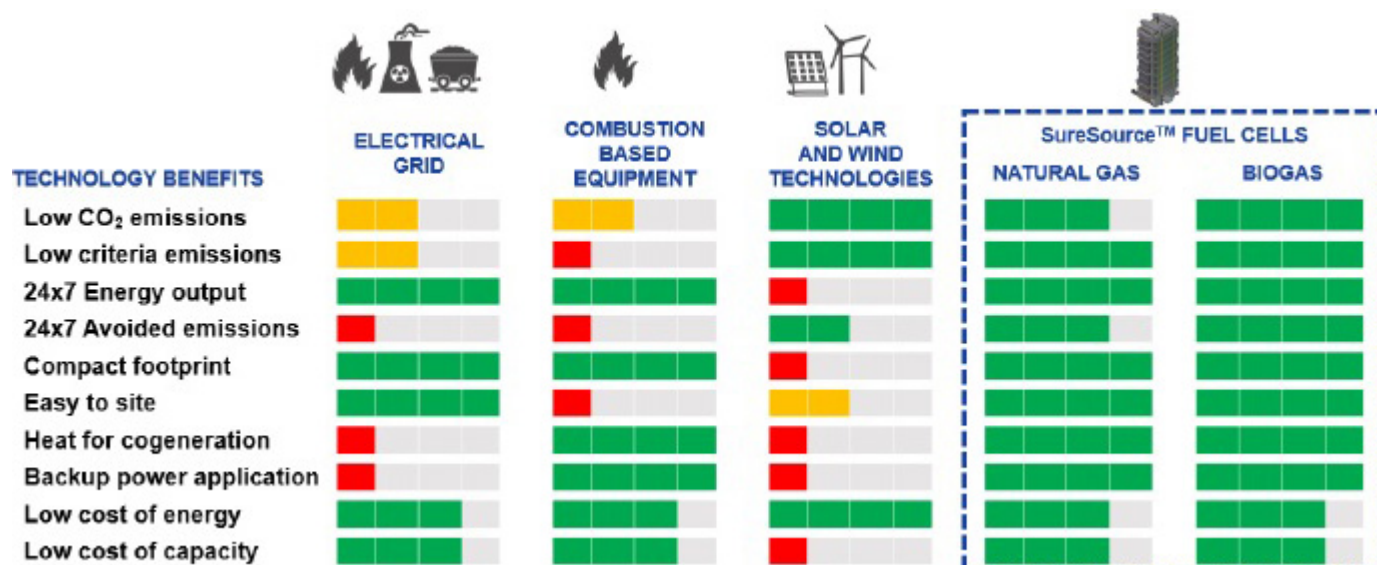 ELECTRICAL
GRID
COMBUSTION
BASED
EQUIPMENT
SOLAR
AND WIND
TECHNOLOGIES
SureSource™ FUEL CELLS
NATURAL GAS
BIOGAS
TECHNOLOGY BENEFITS
Low CO₂ emissions
Low criteria emissions
24x7 Energy output
24x7 Avoided emissions
Compact footprint
Easy to site
Heat for cogeneration
Backup power application
Low cost of energy
Low cost of capacity